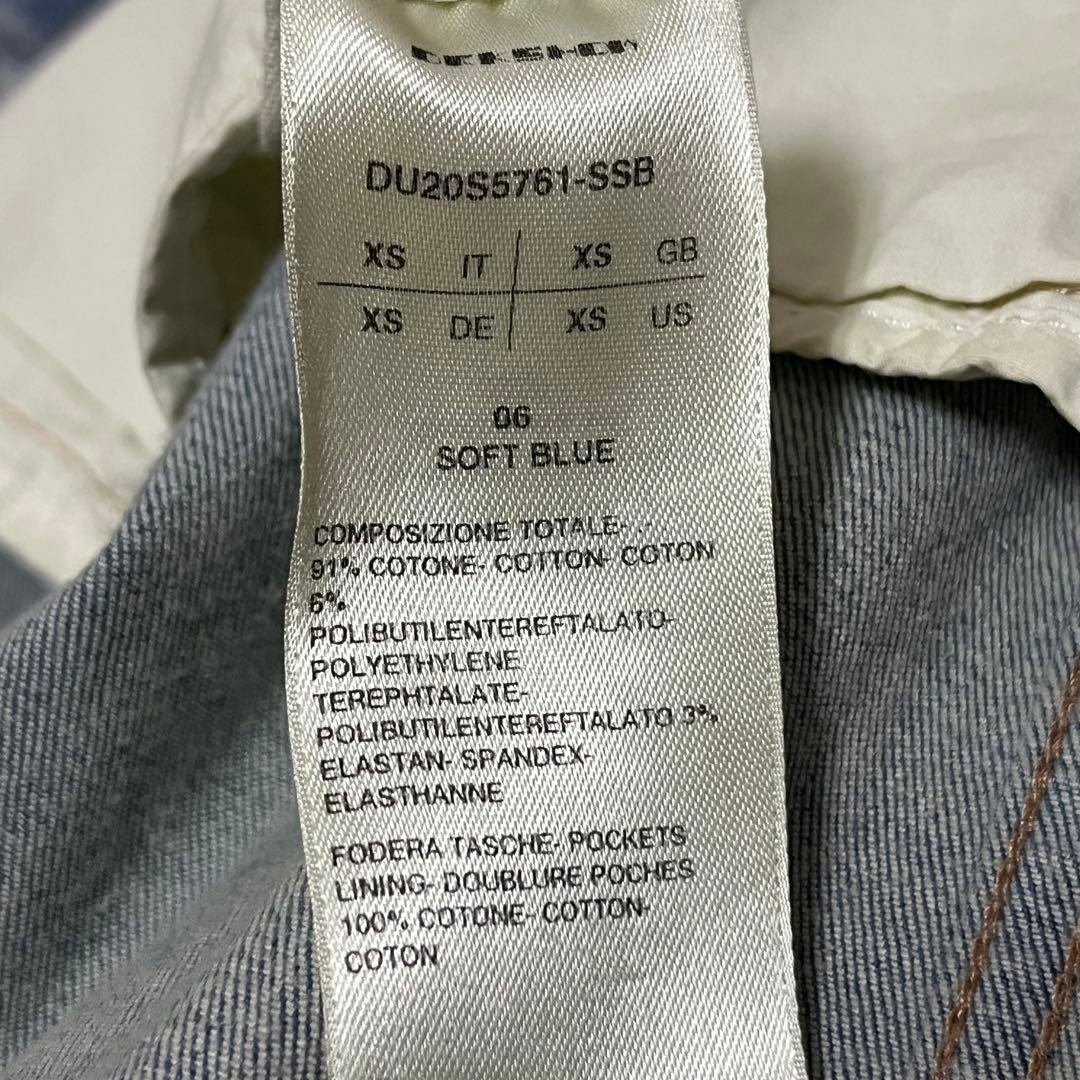 DU20S5761-SSB
XS IT XS GB
XS DE XS US
06
SOFT BLUE
COMPOSIZIONE TOTALE- .-
91% COTONE- COTTON- COTON
6%
POLIBUTILENTEREFTALATO-
POLYETHYLENE
TEREPHTALATE-
POLIBUTILENTEREFTALATO 3%
ELASTAN- SPANDEX-
ELASTHANNE
FODERA TASCHE- POCKETS
LINING- DOUBLURE POCHES
100% COTONE- COTTON-
COTON